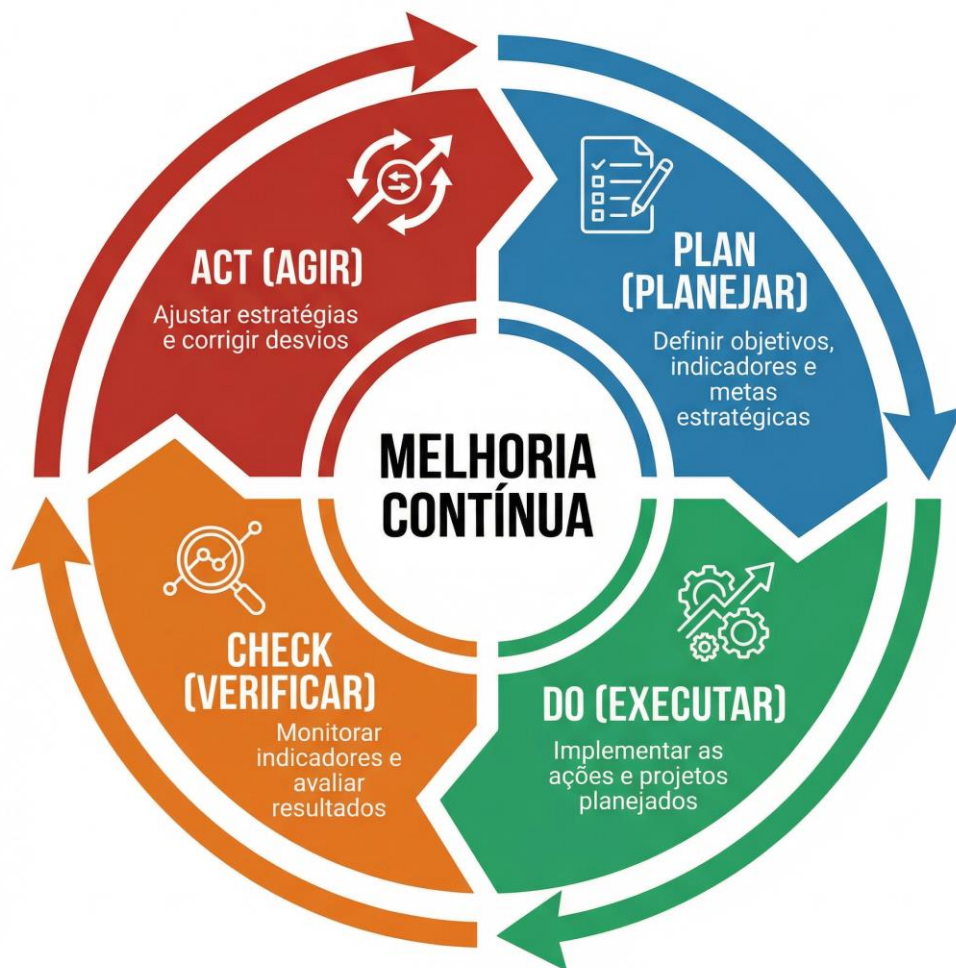 ACT (AGIR)
Ajustar estratégias
e corrigir desvios
PLAN
(PLANEJAR)
Definir objetivos,
indicadores e
metas
estratégicas
MELHORIA
CONTÍNUA
CHECK
(VERIFICAR)
Monitorar
indicadores e
avaliar
resultados
DO (EXECUTAR)
Implementar as
ações e projetos
planejados